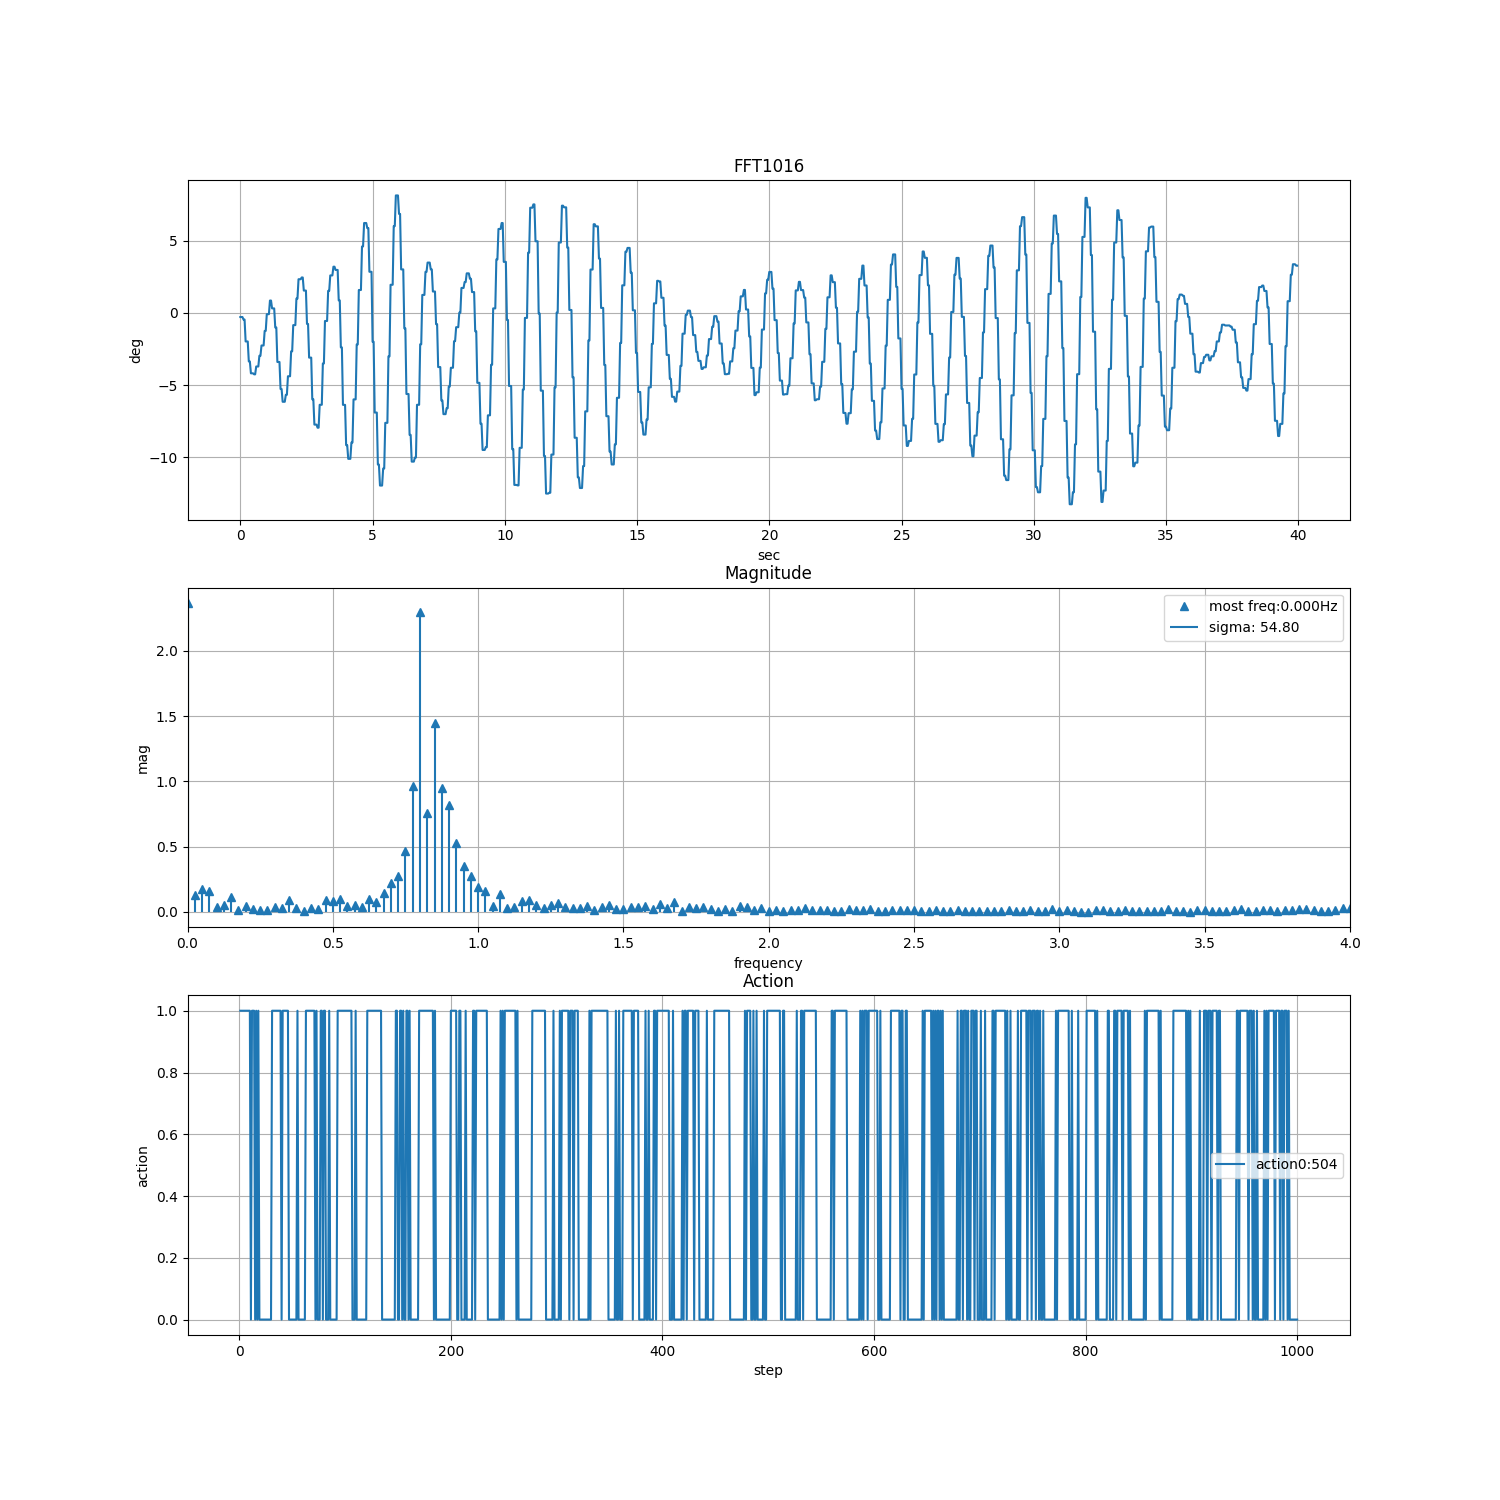 FFT1016
5
0
−5
−10
deg
0 5 10 15 20 25 30 35 40
sec
Magnitude
most freq:0.000Hz
sigma: 54.80
2.0
1.5
1.0
0.5
0.0
mag
0.0 0.5 1.0 1.5 2.0 2.5 3.0 3.5 4.0
frequency
Action
1.0
0.8
0.6
0.4
0.2
0.0
action
action0:504
0 200 400 600 800 1000
step